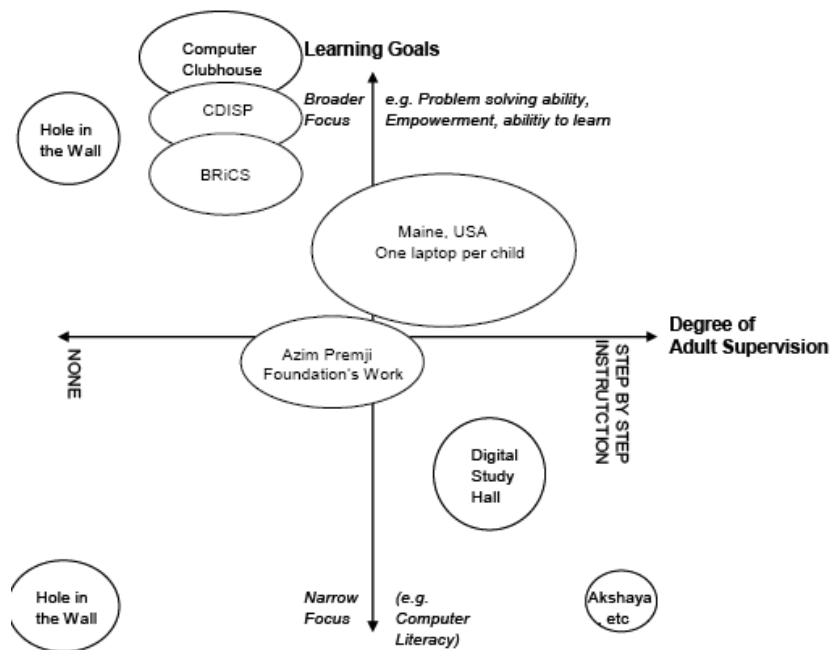 Computer
Clubhouse
Learning Goals
CDISP
Broader
Focus
e.g. Problem solving ability,
Empowerment, abilitiy to learn
Hole in
the Wall
BRiCS
Maine, USA
One laptop per child
Degree of
Adult Supervision
NONE
Azim Premji
Foundation's Work
STEP BY STEP
INSTRUTCTION
Digital
Study
Hall
Hole in
the Wall
Narrow
Focus
(e.g.
Computer
Literacy)
Akshaya
, etc